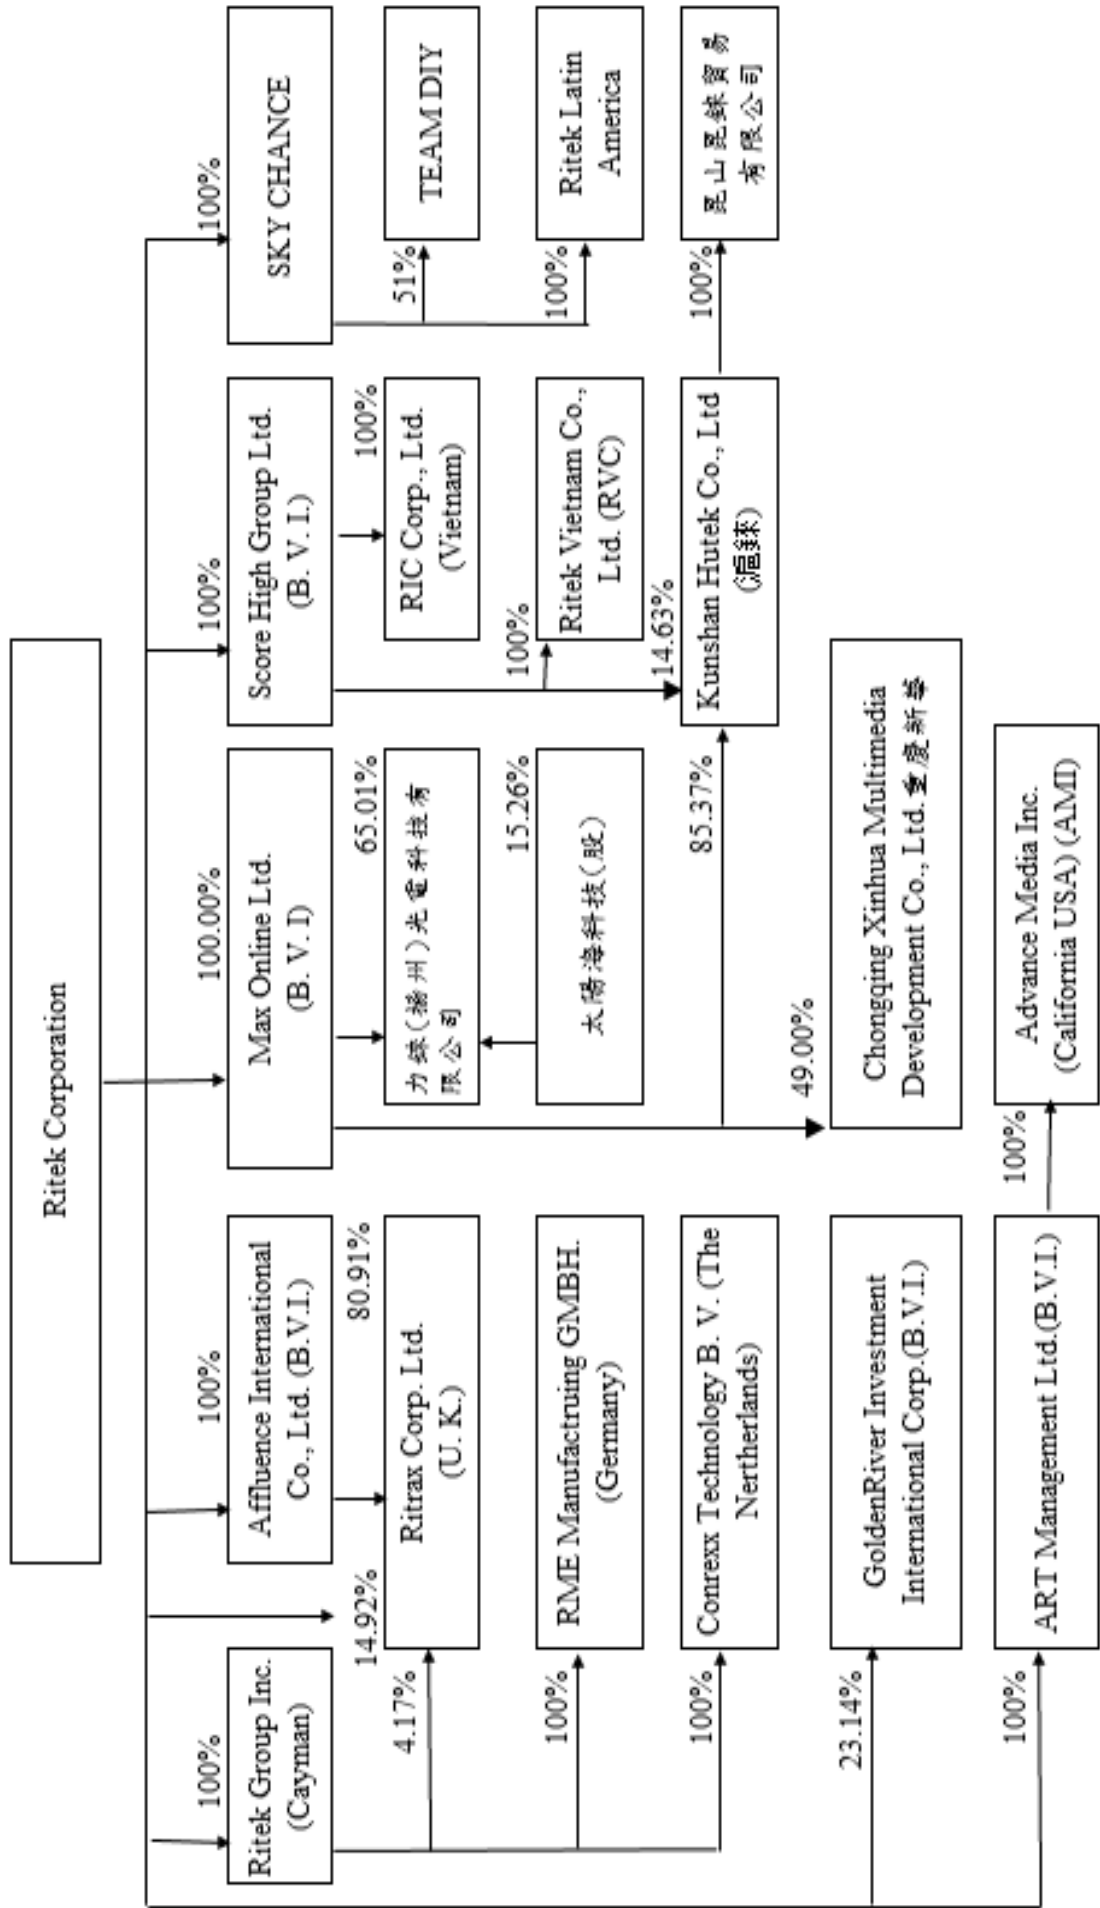 Ritek Corporation
100%
100%
100.00%
100%
100%
Ritek Group Inc.
(Cayman)
Affluence International
Co., Ltd. (B.V.I.)
Max Online Ltd.
(B. V. I)
Score High Group Ltd.
(B. V. I.)
SKY CHANCE
14.92%
80.91%
65.01%
100%
51%
4.17%
Ritrax Corp. Ltd.
(U. K.)
力錸(揚州)光電科技有
限公司
RIC Corp., Ltd.
(Vietnam)
TEAM DIY
100%
15.26%
100%
100%
RME Manufactruing GMBH.
(Germany)
太陽海科技(股)
Ritek Vietnam Co.,
Ltd. (RVC)
Ritek Latin
America
100%
85.37%
14.63%
100%
Conrexx Technology B. V. (The
Nertherlands)
Kunshan Hutek Co., Ltd
(滬錸)
昆山昆錸貿易
有限公司
23.14%
49.00%
GoldenRiver Investment
International Corp.(B.V.I.)
Chongqing Xinhua Multimedia
Development Co., Ltd.重慶新華
100%
100%
ART Management Ltd.(B.V.I.)
Advance Media Inc.
(California USA) (AMI)